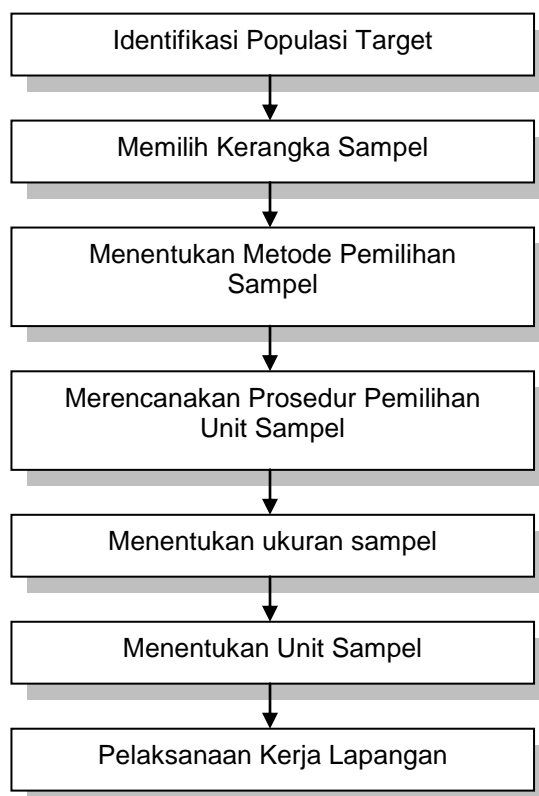 Identifikasi Populasi Target
Memilih Kerangka Sampel
Menentukan Metode Pemilihan
Sampel
Merencanakan Prosedur Pemilihan
Unit Sampel
Menentukan ukuran sampel
Menentukan Unit Sampel
Pelaksanaan Kerja Lapangan